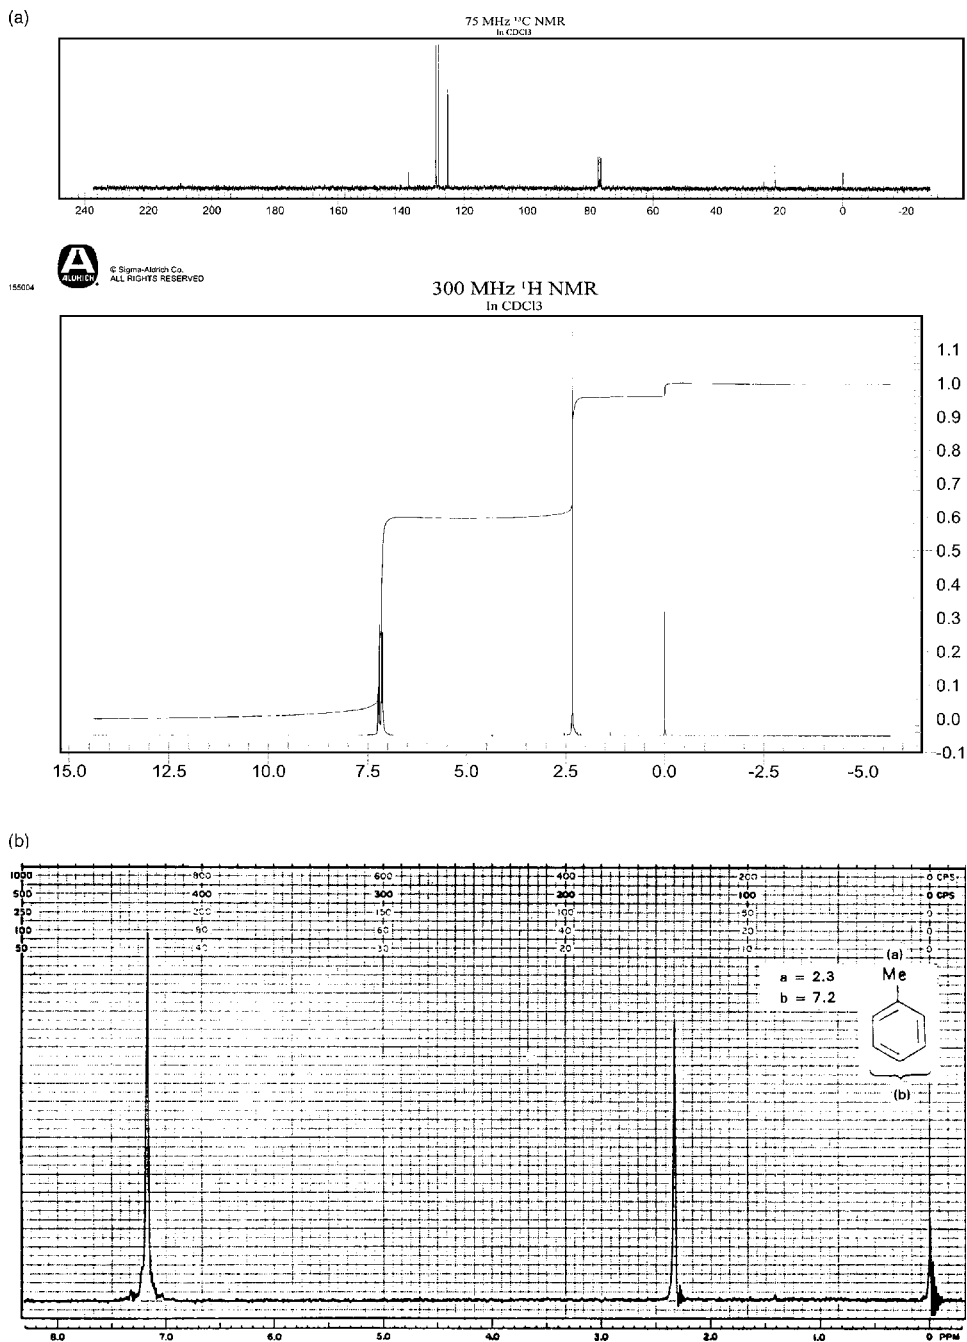 (a)
75 MHz ¹³C NMR
In CDCl3
240 220 200 180 160 140 120 100 80 60 40 20 0 -20
ALDRICH
© Sigma-Aldrich Co.
ALL RIGHTS RESERVED
155004
300 MHz ¹H NMR
In CDCl3
1.1
1.0
0.9
0.8
0.7
0.6
0.5
0.4
0.3
0.2
0.1
0.0
-0.1
15.0 12.5 10.0 7.5 5.0 2.5 0.0 -2.5 -5.0
(b)
1000 800 600 400 200 0 CPS
500 400 300 200 100 0 CPS
250 200 150 100 50 0
100 80 60 40 20 0
50 40 30 20 10 0
(a)
a = 2.3 Me
b = 7.2
(b)
8.0 7.0 6.0 5.0 4.0 3.0 2.0 1.0 0 PPM